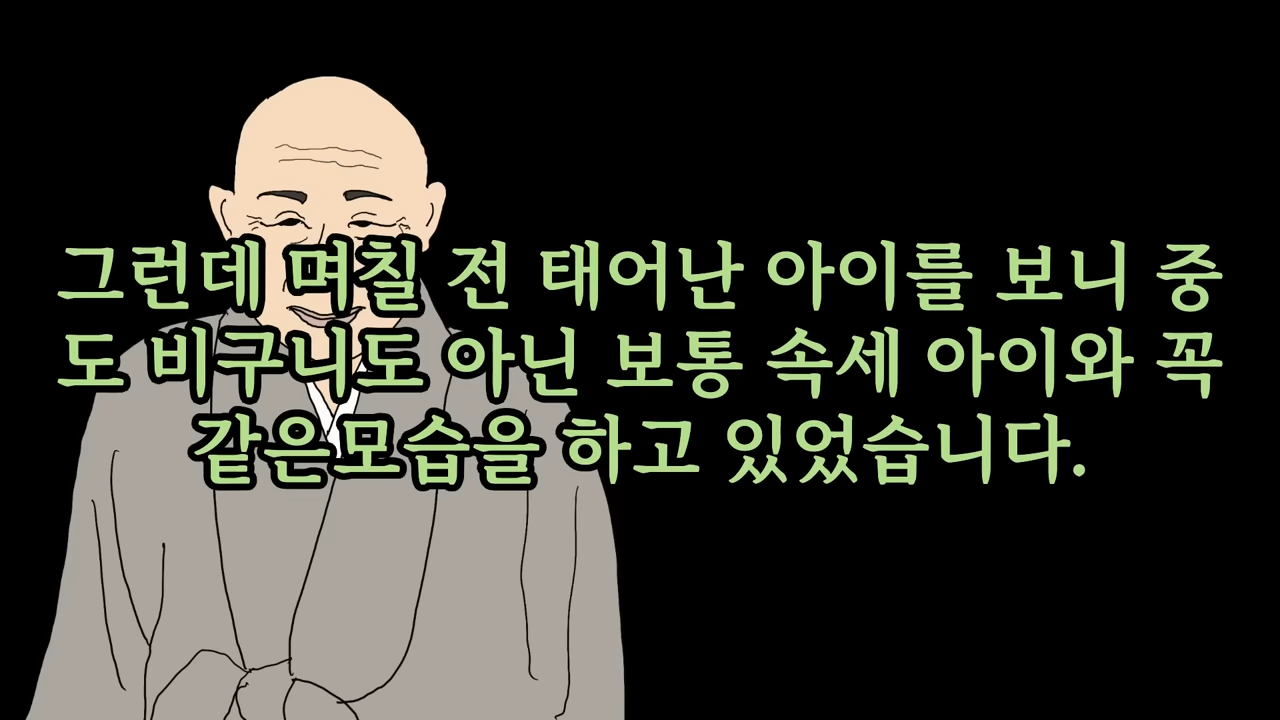 그런데 며칠 전 태어난 아이를 보니 중
도 비구니도 아닌 보통 속세 아이와 꼭
같은모습을 하고 있었습니다.